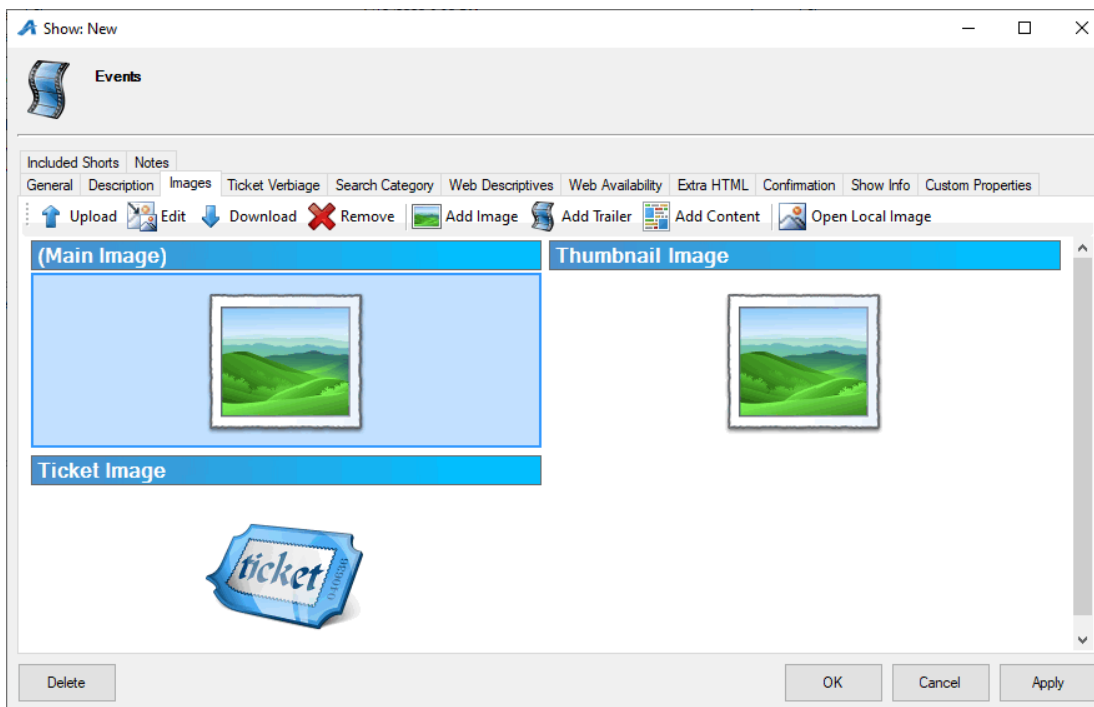 Show: New
Events
Included Shorts Notes
General Description Images Ticket Verbiage Search Category Web Descriptives Web Availability Extra HTML Confirmation Show Info Custom Properties
Upload Edit Download Remove Add Image Add Trailer Add Content Open Local Image
(Main Image) Thumbnail Image
Ticket Image
ticket
040636
Delete OK Cancel Apply